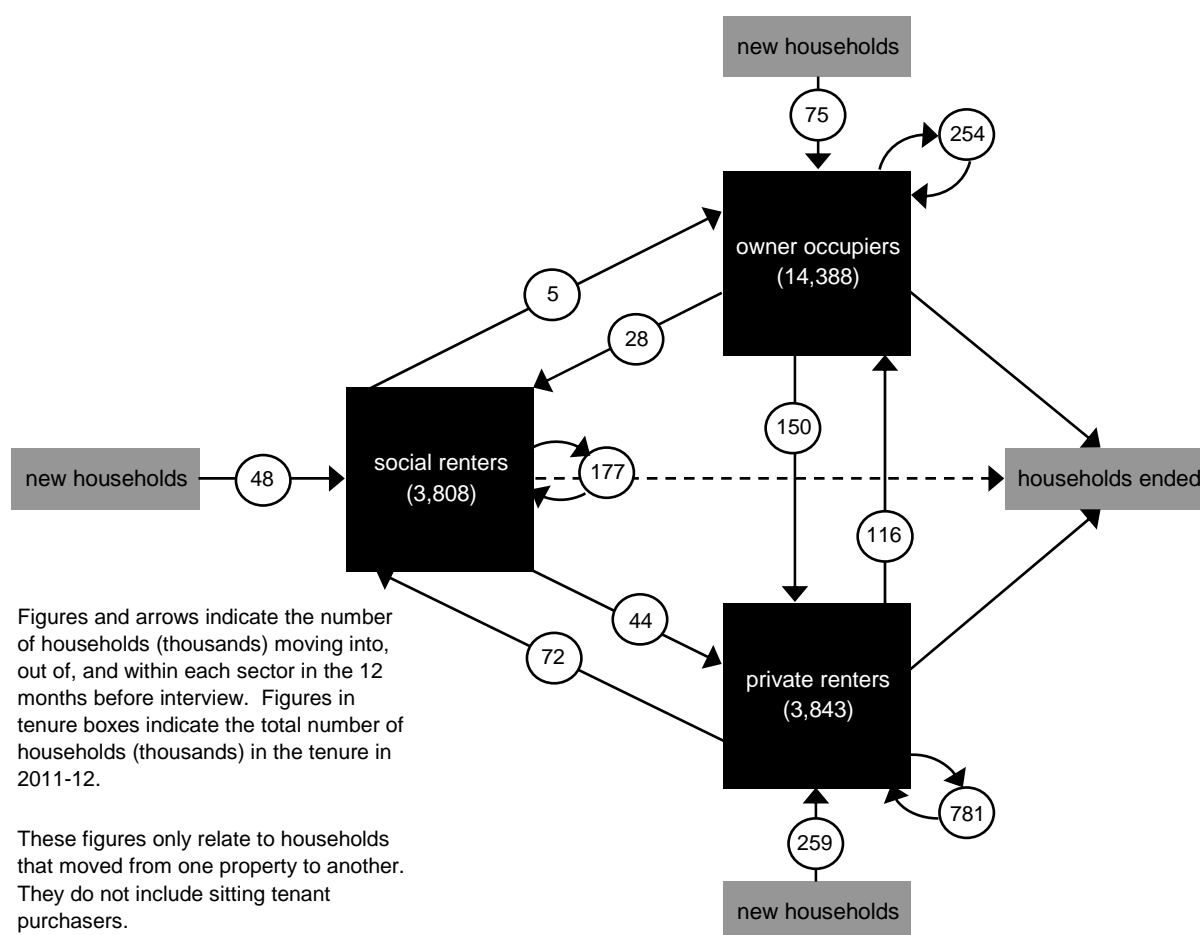 new households
75
254
owner occupiers
(14,388)
5
28
150
social renters
(3,808)
new households
48
177
households ended
116
44
72
private renters
(3,843)
781
259
new households
Figures and arrows indicate the number
of households (thousands) moving into,
out of, and within each sector in the 12
months before interview.  Figures in
tenure boxes indicate the total number of
households (thousands) in the tenure in
2011-12.
These figures only relate to households
that moved from one property to another.
They do not include sitting tenant
purchasers.